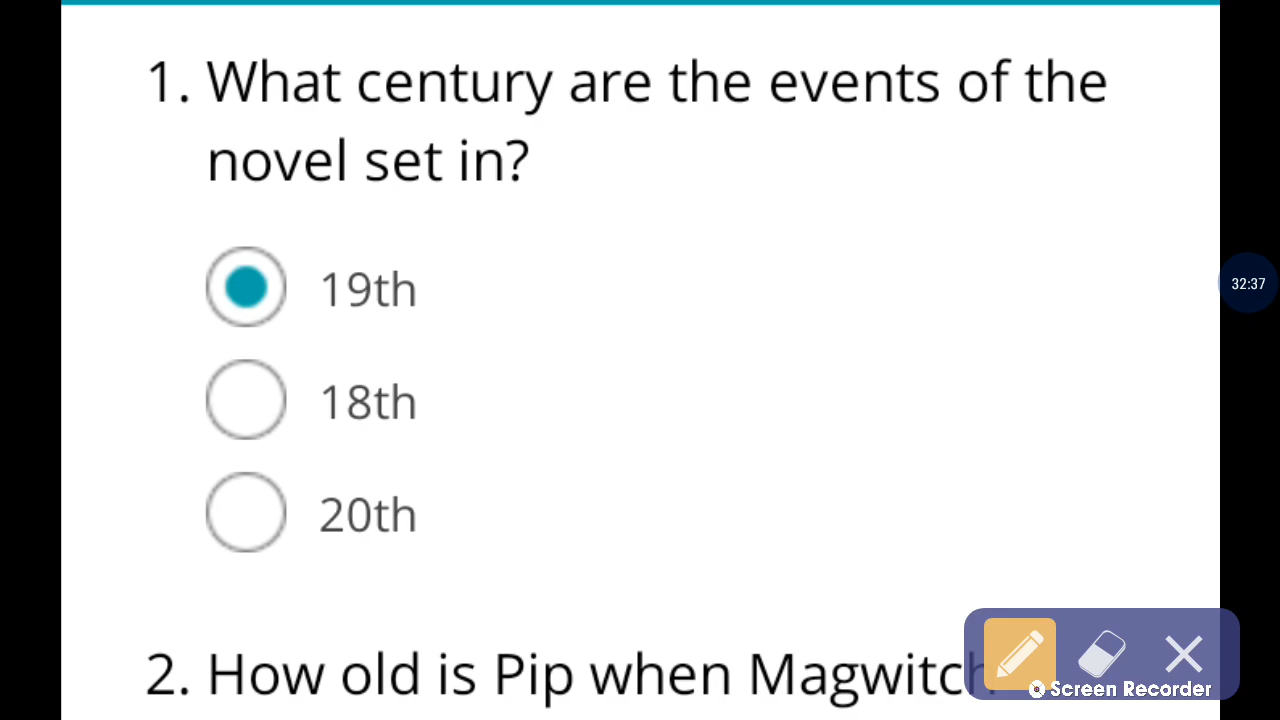 1. What century are the events of the
novel set in?
19th
32:37
18th
20th
2. How old is Pip when Magwitch
Screen Recorder